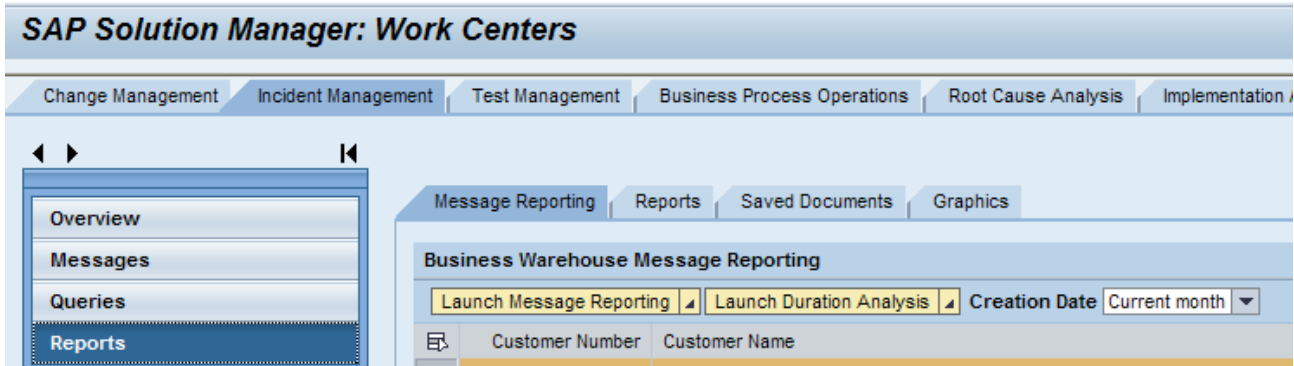 SAP Solution Manager: Work Centers
Change Management Incident Management Test Management Business Process Operations Root Cause Analysis Implementation
Overview
Messages
Queries
Reports
Message Reporting Reports Saved Documents Graphics
Business Warehouse Message Reporting
Launch Message Reporting Launch Duration Analysis Creation Date Current month
Customer Number Customer Name